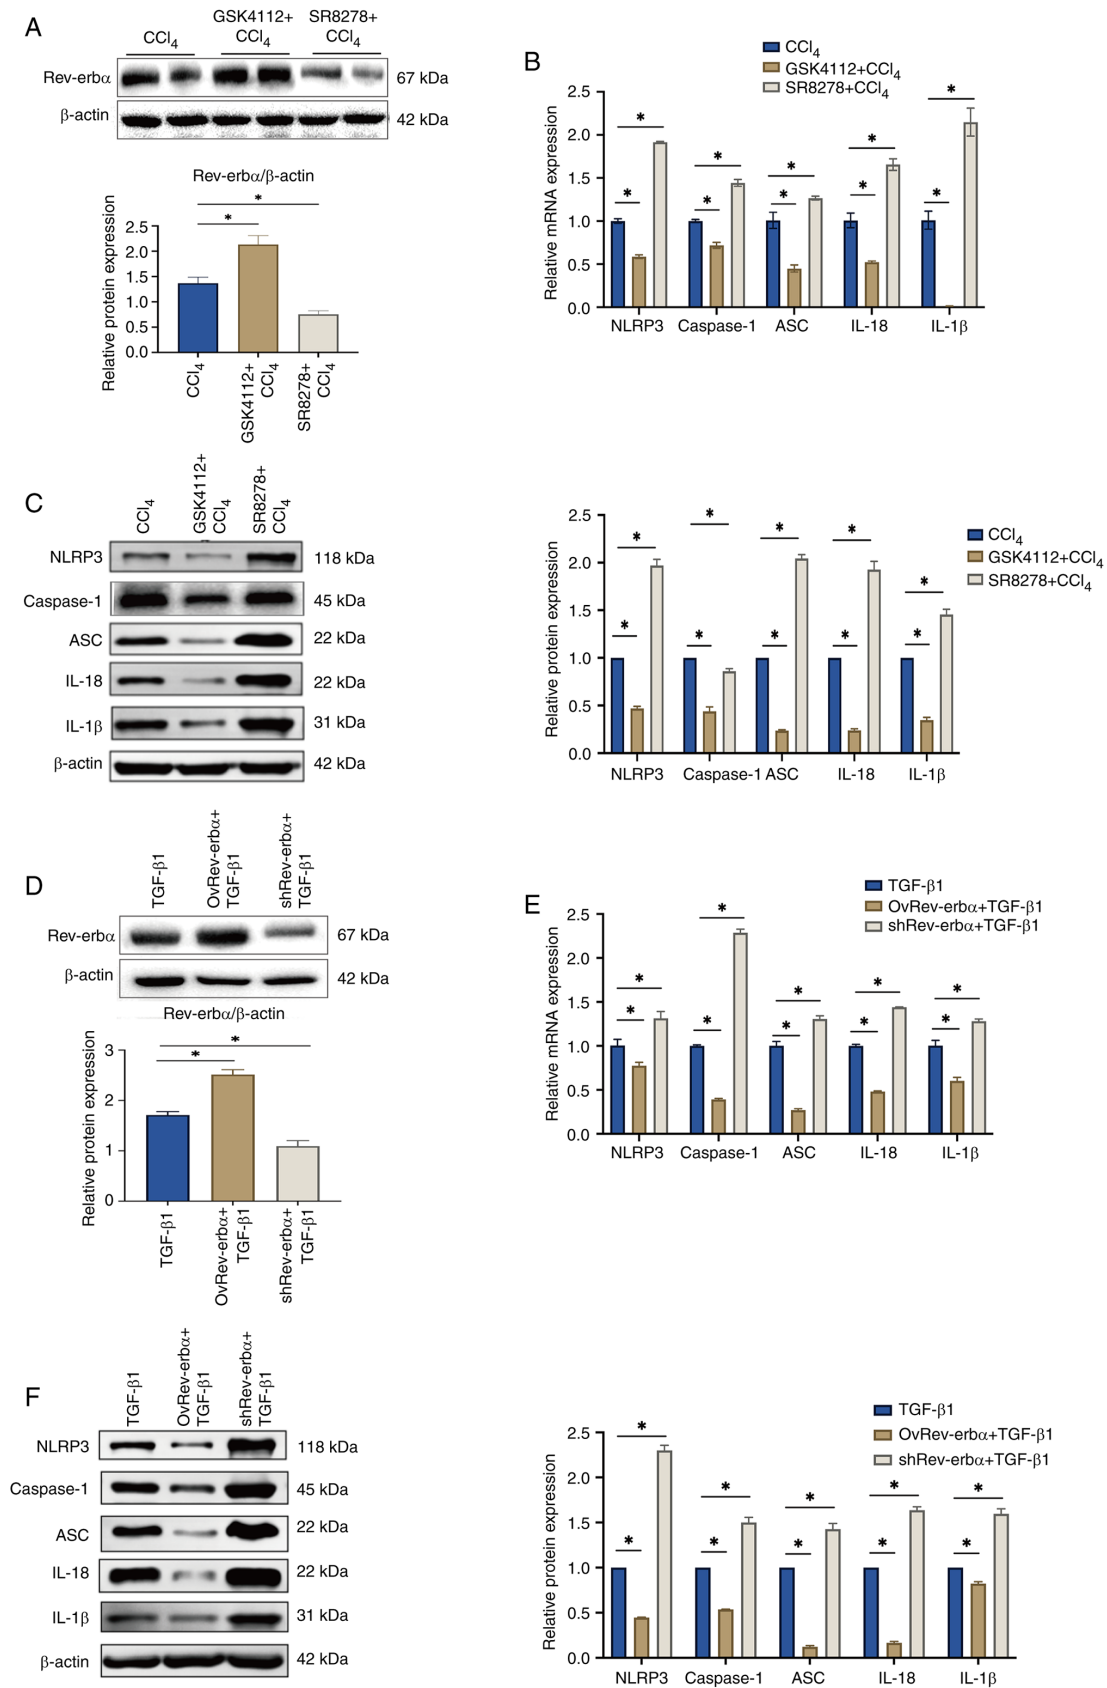 A
CCl4
GSK4112+
CCl4
SR8278+
CCl4
Rev-erbα
67 kDa
β-actin
42 kDa
Rev-erbα/β-actin
Relative protein expression
2.5
2.0
1.5
1.0
0.5
0.0
*
*
CCl4
GSK4112+
CCl4
SR8278+
CCl4
B
CCl4
GSK4112+CCl4
SR8278+CCl4
Relative mRNA expression
2.5
2.0
1.5
1.0
0.5
0.0
* * * * *
* * * * *
NLRP3 Caspase-1 ASC IL-18 IL-1β
C
CCl4
GSK4112+
CCl4
SR8278+
CCl4
NLRP3 118 kDa
Caspase-1 45 kDa
ASC 22 kDa
IL-18 22 kDa
IL-1β 31 kDa
β-actin 42 kDa
CCl4
GSK4112+CCl4
SR8278+CCl4
Relative protein expression
2.5
2.0
1.5
1.0
0.5
0.0
* * * * *
* * * * *
NLRP3 Caspase-1 ASC IL-18 IL-1β
D
TGF-β1
OvRev-erbα+
TGF-β1
shRev-erbα+
TGF-β1
Rev-erbα 67 kDa
β-actin 42 kDa
Rev-erbα/β-actin
Relative protein expression
3
2
1
0
*
*
TGF-β1
OvRev-erbα+
TGF-β1
shRev-erbα+
TGF-β1
E
TGF-β1
OvRev-erbα+TGF-β1
shRev-erbα+TGF-β1
Relative mRNA expression
2.5
2.0
1.5
1.0
0.5
0.0
* * * * *
* * * * *
NLRP3 Caspase-1 ASC IL-18 IL-1β
F
TGF-β1
OvRev-erbα+
TGF-β1
shRev-erbα+
TGF-β1
NLRP3 118 kDa
Caspase-1 45 kDa
ASC 22 kDa
IL-18 22 kDa
IL-1β 31 kDa
β-actin 42 kDa
TGF-β1
OvRev-erbα+TGF-β1
shRev-erbα+TGF-β1
Relative protein expression
2.5
2.0
1.5
1.0
0.5
0.0
* * * * *
* * * * *
NLRP3 Caspase-1 ASC IL-18 IL-1β